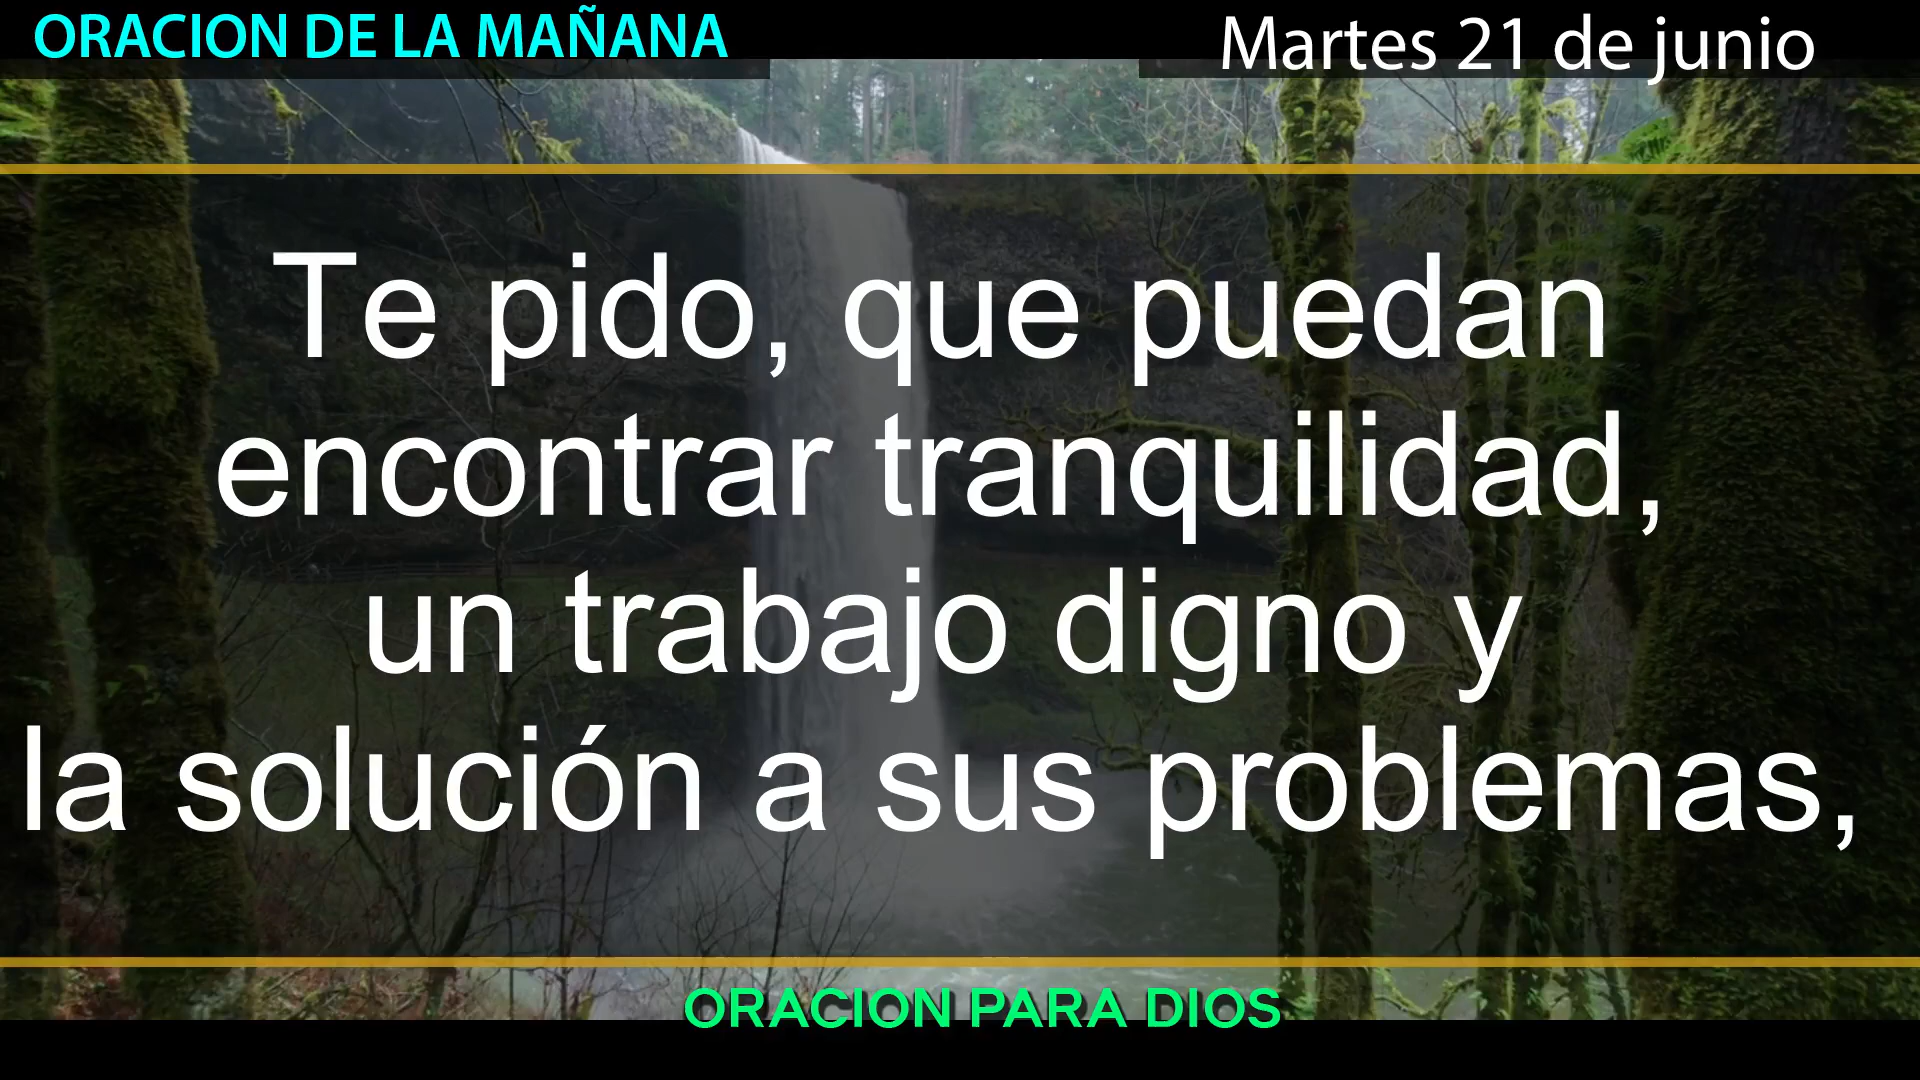 ORACION DE LA MAÑANA
Martes 21 de junio
Te pido, que puedan
encontrar tranquilidad,
un trabajo digno y
la solución a sus problemas,
ORACION PARA DIOS